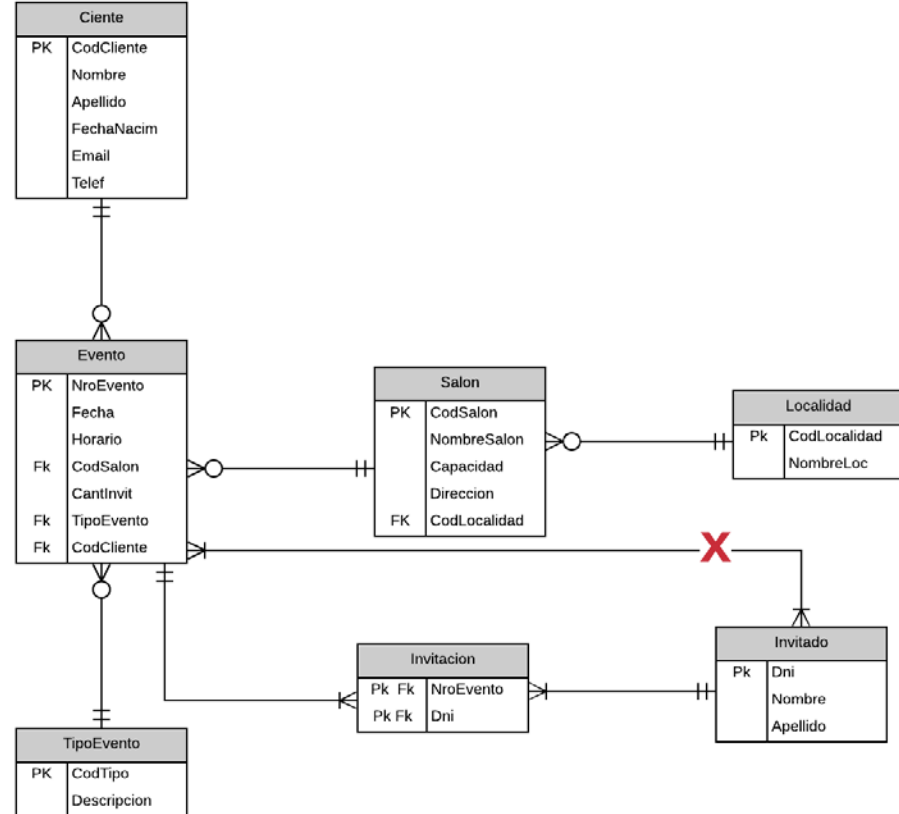 Ciente
PK CodCliente
Nombre
Apellido
FechaNacim
Email
Telef
Evento
PK NroEvento
Fecha
Horario
Fk CodSalon
CantInvit
Fk TipoEvento
Fk CodCliente
Salon
PK CodSalon
NombreSalon
Capacidad
Direccion
FK CodLocalidad
Localidad
Pk CodLocalidad
NombreLoc
X
Invitacion
Pk Fk NroEvento
Pk Fk Dni
Invitado
Pk Dni
Nombre
Apellido
TipoEvento
PK CodTipo
Descripcion